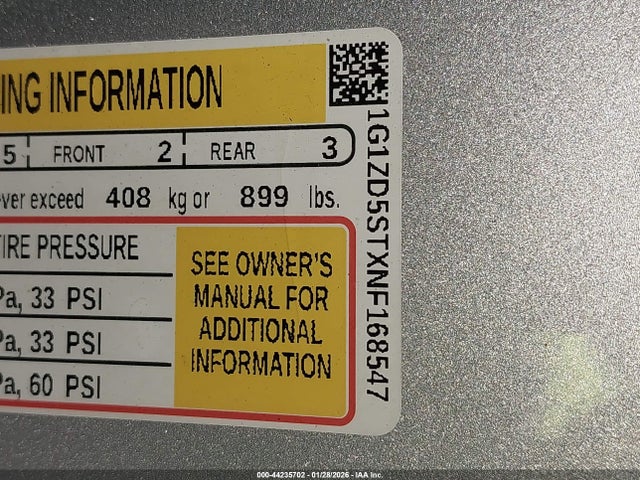 ING INFORMATION
5 FRONT 2 REAR 3
ver exceed 408 kg or 899 lbs.
IRE PRESSURE
Pa, 33 PSI
Pa, 33 PSI
Pa, 60 PSI
SEE OWNER'S
MANUAL FOR
ADDITIONAL
INFORMATION
1G1ZD5STXNF168547
000-44235702 - 01/28/2026 - IAA Inc.